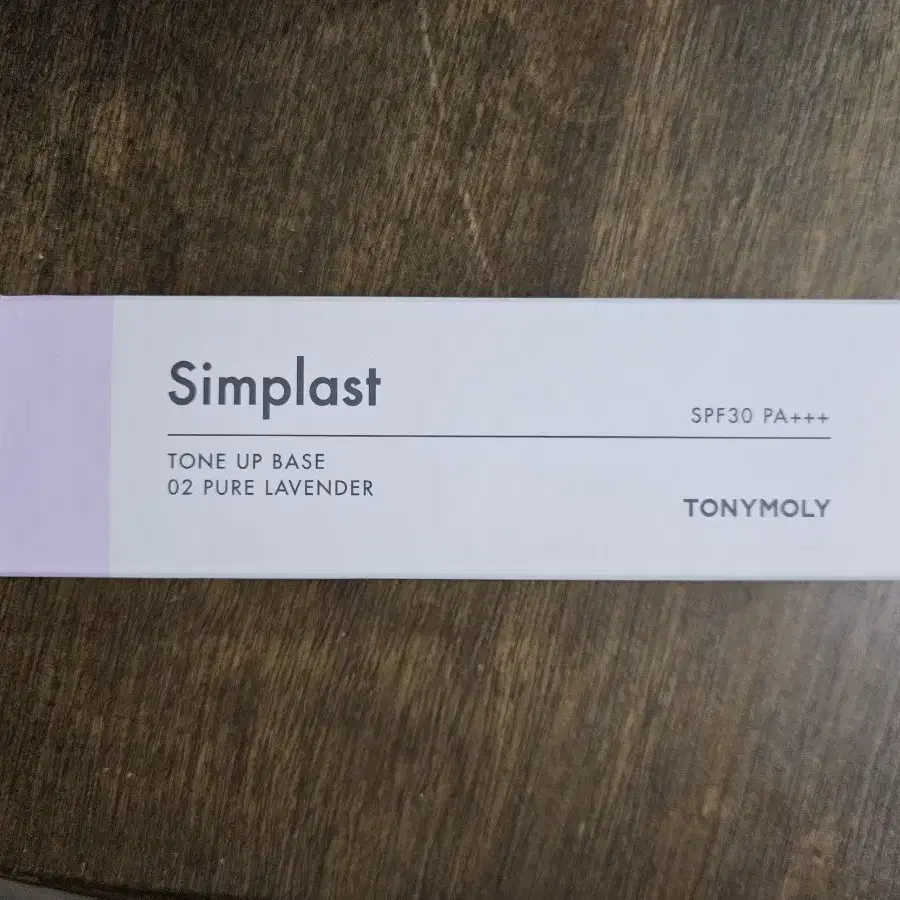 Simplast
SPF30 PA+++
TONE UP BASE
02 PURE LAVENDER
TONYMOLY